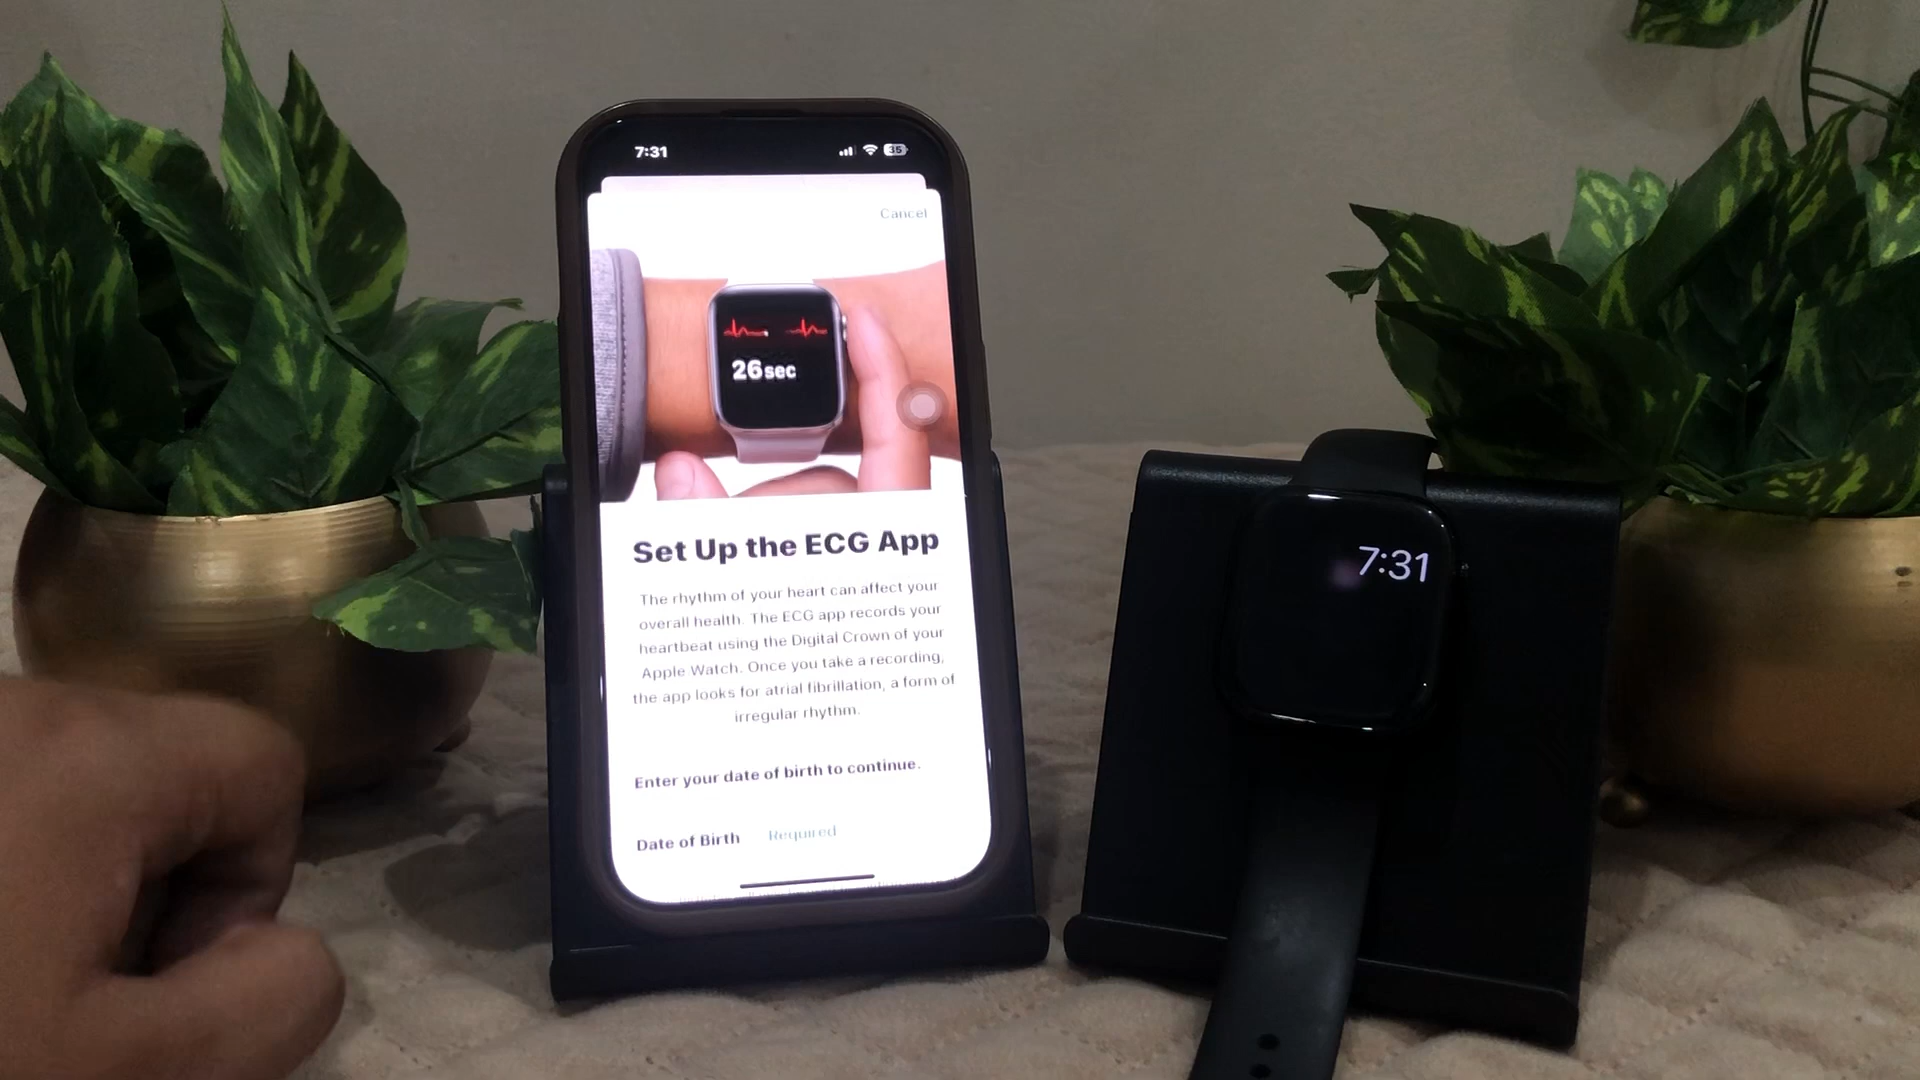 7:31
35
Cancel
26sec
Set Up the ECG App
The rhythm of your heart can affect your
overall health. The ECG app records your
heartbeat using the Digital Crown of your
Apple Watch. Once you take a recording,
the app looks for atrial fibrillation, a form of
irregular rhythm.
Enter your date of birth to continue.
Date of Birth Required
7:31